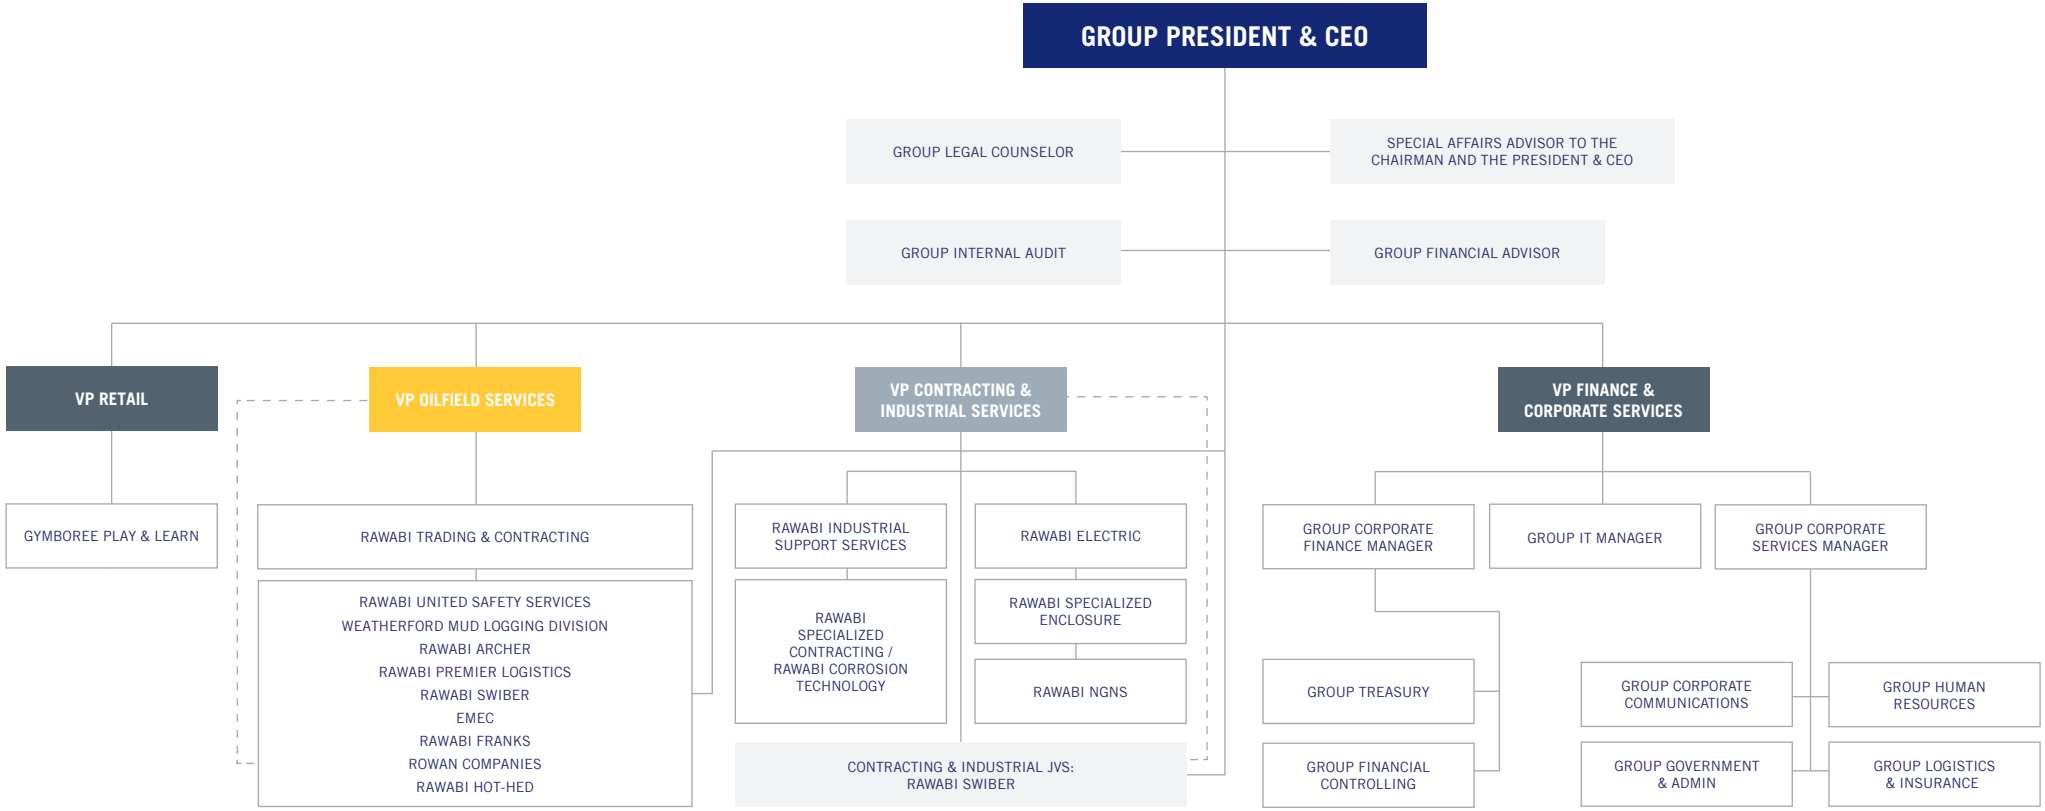 GROUP PRESIDENT & CEO
GROUP LEGAL COUNSELOR
SPECIAL AFFAIRS ADVISOR TO THE
CHAIRMAN AND THE PRESIDENT & CEO
GROUP INTERNAL AUDIT
GROUP FINANCIAL ADVISOR
VP RETAIL
VP OILFIELD SERVICES
VP CONTRACTING &
INDUSTRIAL SERVICES
VP FINANCE &
CORPORATE SERVICES
GYMBOREE PLAY & LEARN
RAWABI TRADING & CONTRACTING
RAWABI UNITED SAFETY SERVICES
WEATHERFORD MUD LOGGING DIVISION
RAWABI ARCHER
RAWABI PREMIER LOGISTICS
RAWABI SWIBER
EMEC
RAWABI FRANKS
ROWAN COMPANIES
RAWABI HOT-HED
RAWABI INDUSTRIAL
SUPPORT SERVICES
RAWABI
SPECIALIZED
CONTRACTING /
RAWABI CORROSION
TECHNOLOGY
RAWABI ELECTRIC
RAWABI SPECIALIZED
ENCLOSURE
RAWABI NGNS
CONTRACTING & INDUSTRIAL JVS:
RAWABI SWIBER
GROUP CORPORATE
FINANCE MANAGER
GROUP IT MANAGER
GROUP CORPORATE
SERVICES MANAGER
GROUP TREASURY
GROUP FINANCIAL
CONTROLLING
GROUP CORPORATE
COMMUNICATIONS
GROUP HUMAN
RESOURCES
GROUP GOVERNMENT
& ADMIN
GROUP LOGISTICS
& INSURANCE